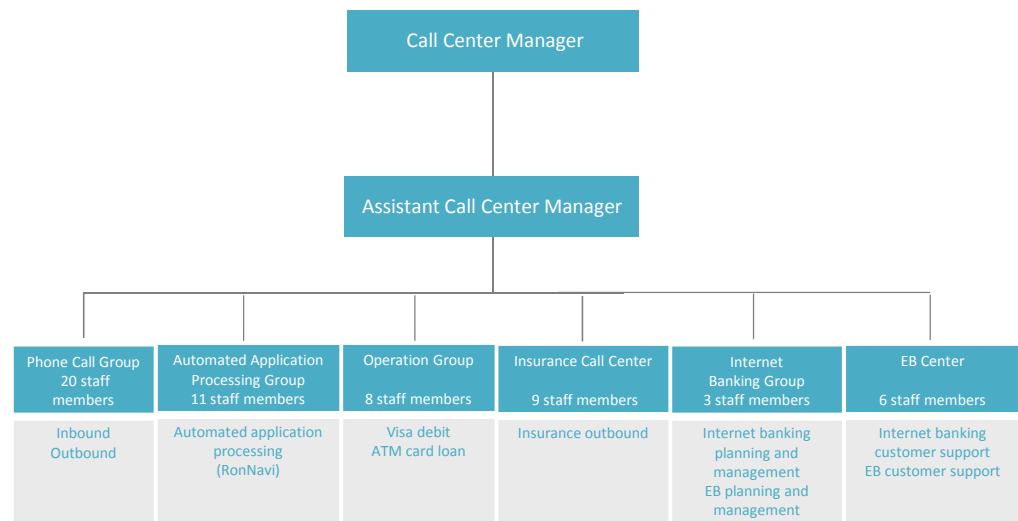 Call Center Manager
Assistant Call Center Manager
Phone Call Group
20 staff
members
Automated Application
Processing Group
11 staff members
Operation Group
8 staff members
Insurance Call Center
9 staff members
Internet
Banking Group
3 staff members
EB Center
6 staff members
Inbound
Outbound
Automated application
processing
(RonNavi)
Visa debit
ATM card loan
Insurance outbound
Internet banking
planning and
management
EB planning and
management
Internet banking
customer support
EB customer support